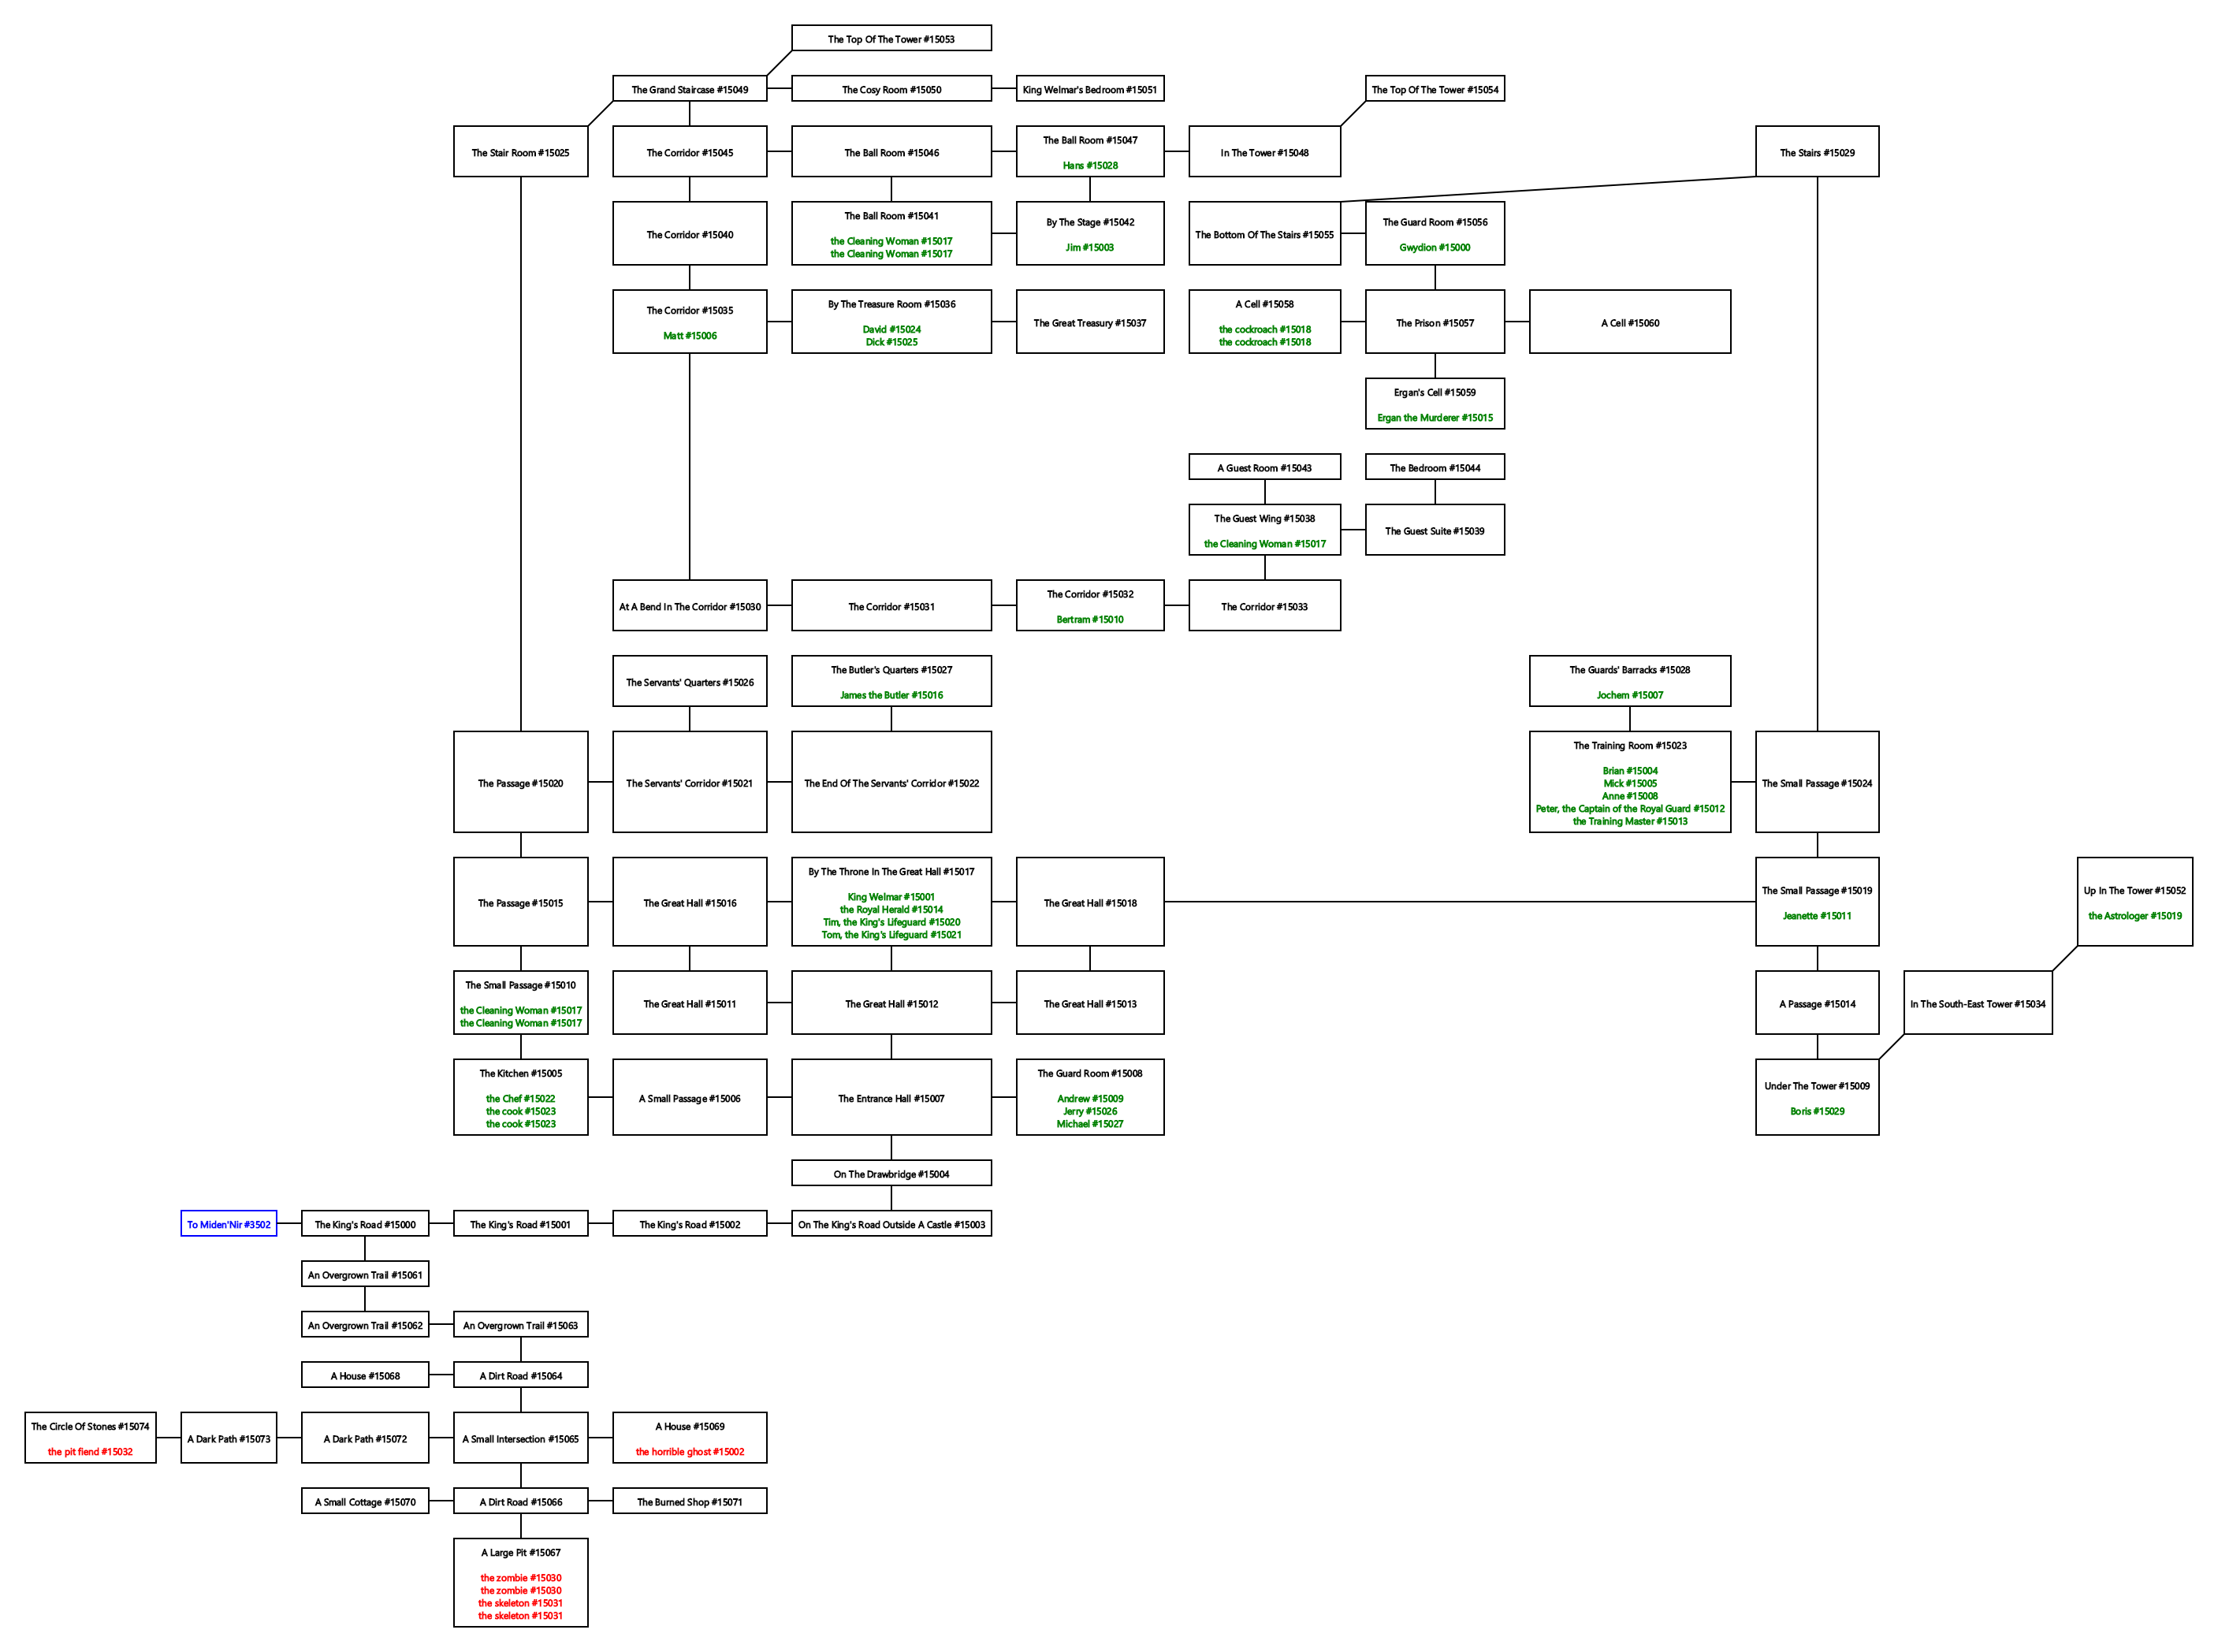 The Top Of The Tower #15053
The Grand Staircase #15049
The Cosy Room #15050
King Welmar's Bedroom #15051
The Top Of The Tower #15054
The Stair Room #15025
The Corridor #15045
The Ball Room #15046
The Ball Room #15047
Hans #15028
In The Tower #15048
The Stairs #15029
The Corridor #15040
The Ball Room #15041
the Cleaning Woman #15017
the Cleaning Woman #15017
By The Stage #15042
Jim #15003
The Bottom Of The Stairs #15055
The Guard Room #15056
Gwydion #15000
The Corridor #15035
Matt #15006
By The Treasure Room #15036
David #15024
Dick #15025
The Great Treasury #15037
A Cell #15058
the cockroach #15018
the cockroach #15018
The Prison #15057
A Cell #15060
Ergan's Cell #15059
Ergan the Murderer #15015
A Guest Room #15043
The Bedroom #15044
The Guest Wing #15038
the Cleaning Woman #15017
The Guest Suite #15039
At A Bend In The Corridor #15030
The Corridor #15031
The Corridor #15032
Bertram #15010
The Corridor #15033
The Servants' Quarters #15026
The Butler's Quarters #15027
James the Butler #15016
The Guards' Barracks #15028
Jochem #15007
The Passage #15020
The Servants' Corridor #15021
The End Of The Servants' Corridor #15022
The Training Room #15023
Brian #15004
Mick #15005
Anne #15008
Peter, the Captain of the Royal Guard #15012
the Training Master #15013
The Small Passage #15024
The Passage #15015
The Great Hall #15016
By The Throne In The Great Hall #15017
King Welmar #15001
the Royal Herald #15014
Tim, the King's Lifeguard #15020
Tom, the King's Lifeguard #15021
The Great Hall #15018
The Small Passage #15019
Jeanette #15011
Up In The Tower #15052
the Astrologer #15019
The Small Passage #15010
the Cleaning Woman #15017
the Cleaning Woman #15017
The Great Hall #15011
The Great Hall #15012
The Great Hall #15013
A Passage #15014
In The South-East Tower #15034
The Kitchen #15005
the Chef #15022
the cook #15023
the cook #15023
A Small Passage #15006
The Entrance Hall #15007
The Guard Room #15008
Andrew #15009
Jerry #15026
Michael #15027
Under The Tower #15009
Boris #15029
On The Drawbridge #15004
To Miden'Nir #3502
The King's Road #15000
The King's Road #15001
The King's Road #15002
On The King's Road Outside A Castle #15003
An Overgrown Trail #15061
An Overgrown Trail #15062
An Overgrown Trail #15063
A House #15068
A Dirt Road #15064
The Circle Of Stones #15074
the pit fiend #15032
A Dark Path #15073
A Dark Path #15072
A Small Intersection #15065
A House #15069
the horrible ghost #15002
A Small Cottage #15070
A Dirt Road #15066
The Burned Shop #15071
A Large Pit #15067
the zombie #15030
the zombie #15030
the skeleton #15031
the skeleton #15031